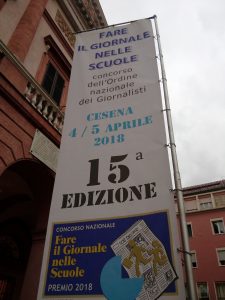 FARE
IL GIORNALE
NELLE
SCUOLE
concorso
dell'Ordine
nazionale
dei Giornalisti
CESENA
4/5 APRILE
2018
15a
EDIZIONE
CONCORSO NAZIONALE
Fare
il Giornale
nelle
Scuole
PREMIO 2018